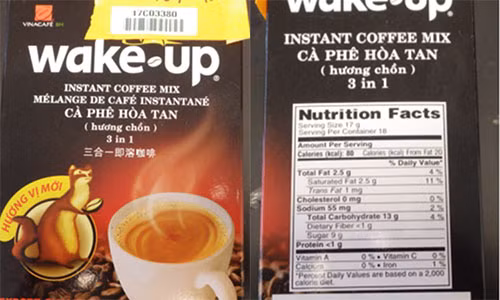 17C03380
VINACAFÉ BH
wake-up
INSTANT COFFEE MIX
MÉLANGE DE CAFÉ INSTANTANÉ
CÀ PHÊ HÒA TAN
( hương chồn )
3 in 1
三合一即溶咖啡
HƯƠNG VỊ MỚI
wake-up
INSTANT COFFEE MIX
CÀ PHÊ HÒA TAN
( hương chồn )
3 in 1
Nutrition Facts
Serving Size 17 g
Serving Per Container 18
Amount Per Serving
Calories (kcal): 80 Calories (kcal) From Fat 20
% Daily Value*
Total Fat 2.5 g 4 %
Saturated Fat 2.5 g 11 %
Trans Fat 1 mg
Cholesterol 0 mg 0 %
Sodium 55 mg 2 %
Total Carbohydrate 13 g 4 %
Dietary Fiber <1 g
Sugar 9 g
Protein <1 g
Vitamin A 0% • Vitamin C 0%
Calcium 0% • Iron 1%
*Percent Daily Values are based on a 2,000
calorie diet.